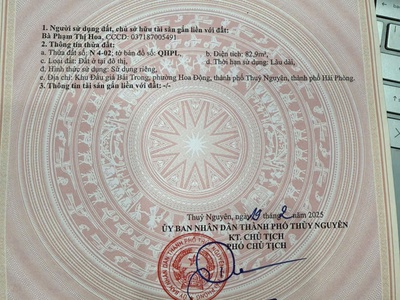 1. Người sử dụng đất, chủ sở hữu tài sản gắn liền với đất:
Bà Phạm Thị Hoa, CCCD: 037187005491
2. Thông tin thửa đất:
a. Thửa đất số: N 4-02; tờ bản đồ số: QHPL, b. Diện tích: 82,9m²,
c. Loại đất: Đất ở tại đô thị, d. Thời hạn sử dụng: Lâu dài,
đ. Hình thức sử dụng: Sử dụng riêng,
e. Địa chỉ: Khu Đấu giá Bãi Trong, phường Hoa Động, thành phố Thuỷ Nguyên, thành phố Hải Phòng.
3. Thông tin tài sản gắn liền với đất: -/-
Thuỷ Nguyên, ngày 19 tháng 2 năm 2025
ỦY BAN NHÂN DÂN THÀNH PHỐ THỦY NGUYÊN
KT. CHỦ TỊCH
PHÓ CHỦ TỊCH